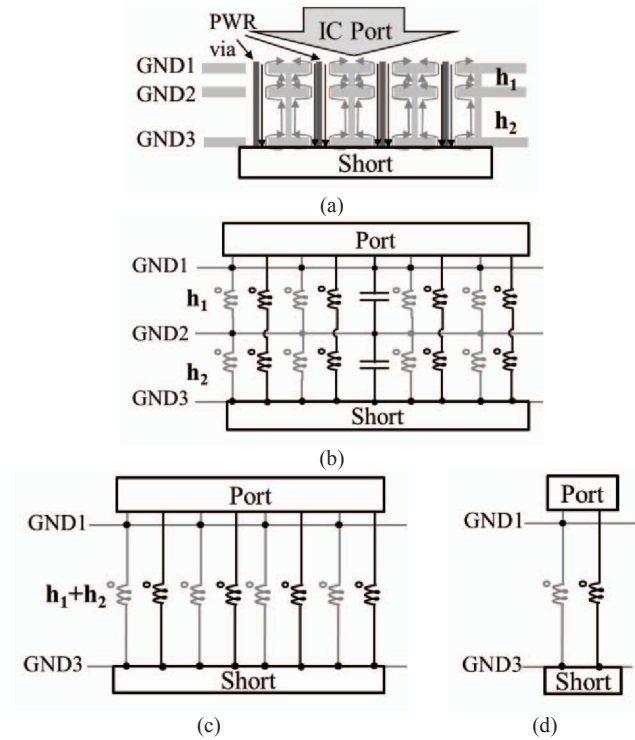 PWR
via
IC Port
GND1
GND2
GND3
h1
h2
Short
(a)
Port
GND1
h1
GND2
h2
GND3
Short
(b)
Port
GND1
h1+h2
GND3
Short
(c)
Port
GND1
GND3
Short
(d)